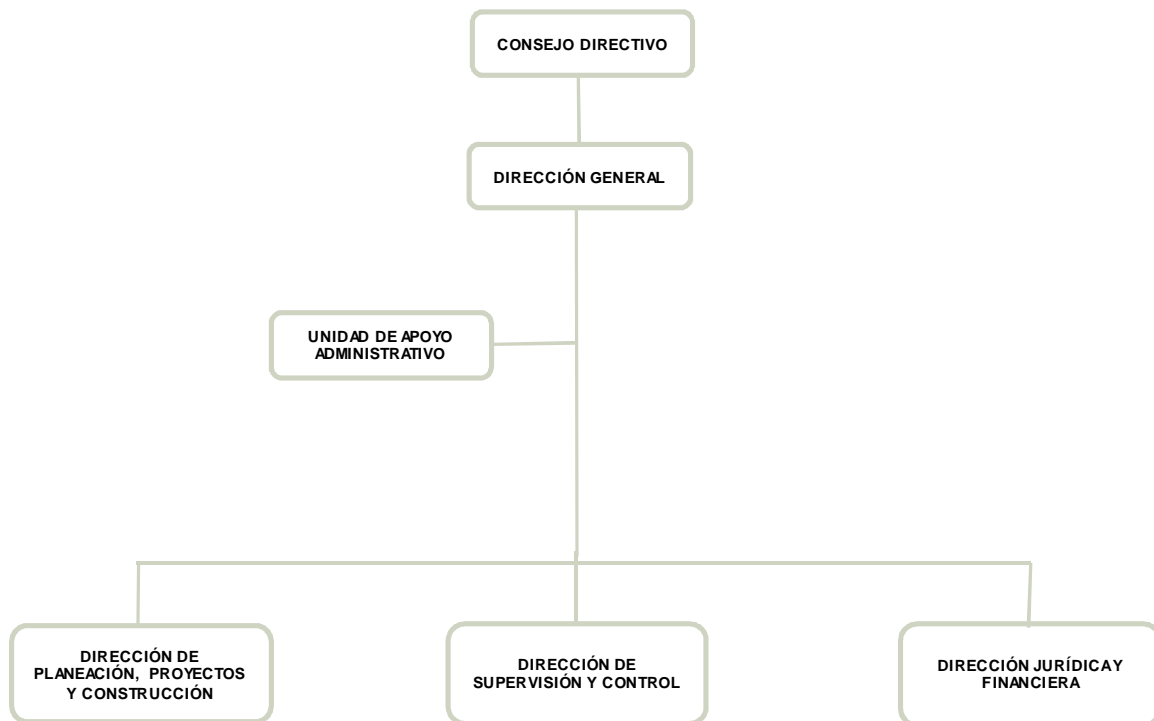 CONSEJO DIRECTIVO
DIRECCIÓN GENERAL
UNIDAD DE APOYO
ADMINISTRATIVO
DIRECCIÓN DE
PLANEACIÓN, PROYECTOS
Y CONSTRUCCIÓN
DIRECCIÓN DE
SUPERVISIÓN Y CONTROL
DIRECCIÓN JURÍDICA Y
FINANCIERA